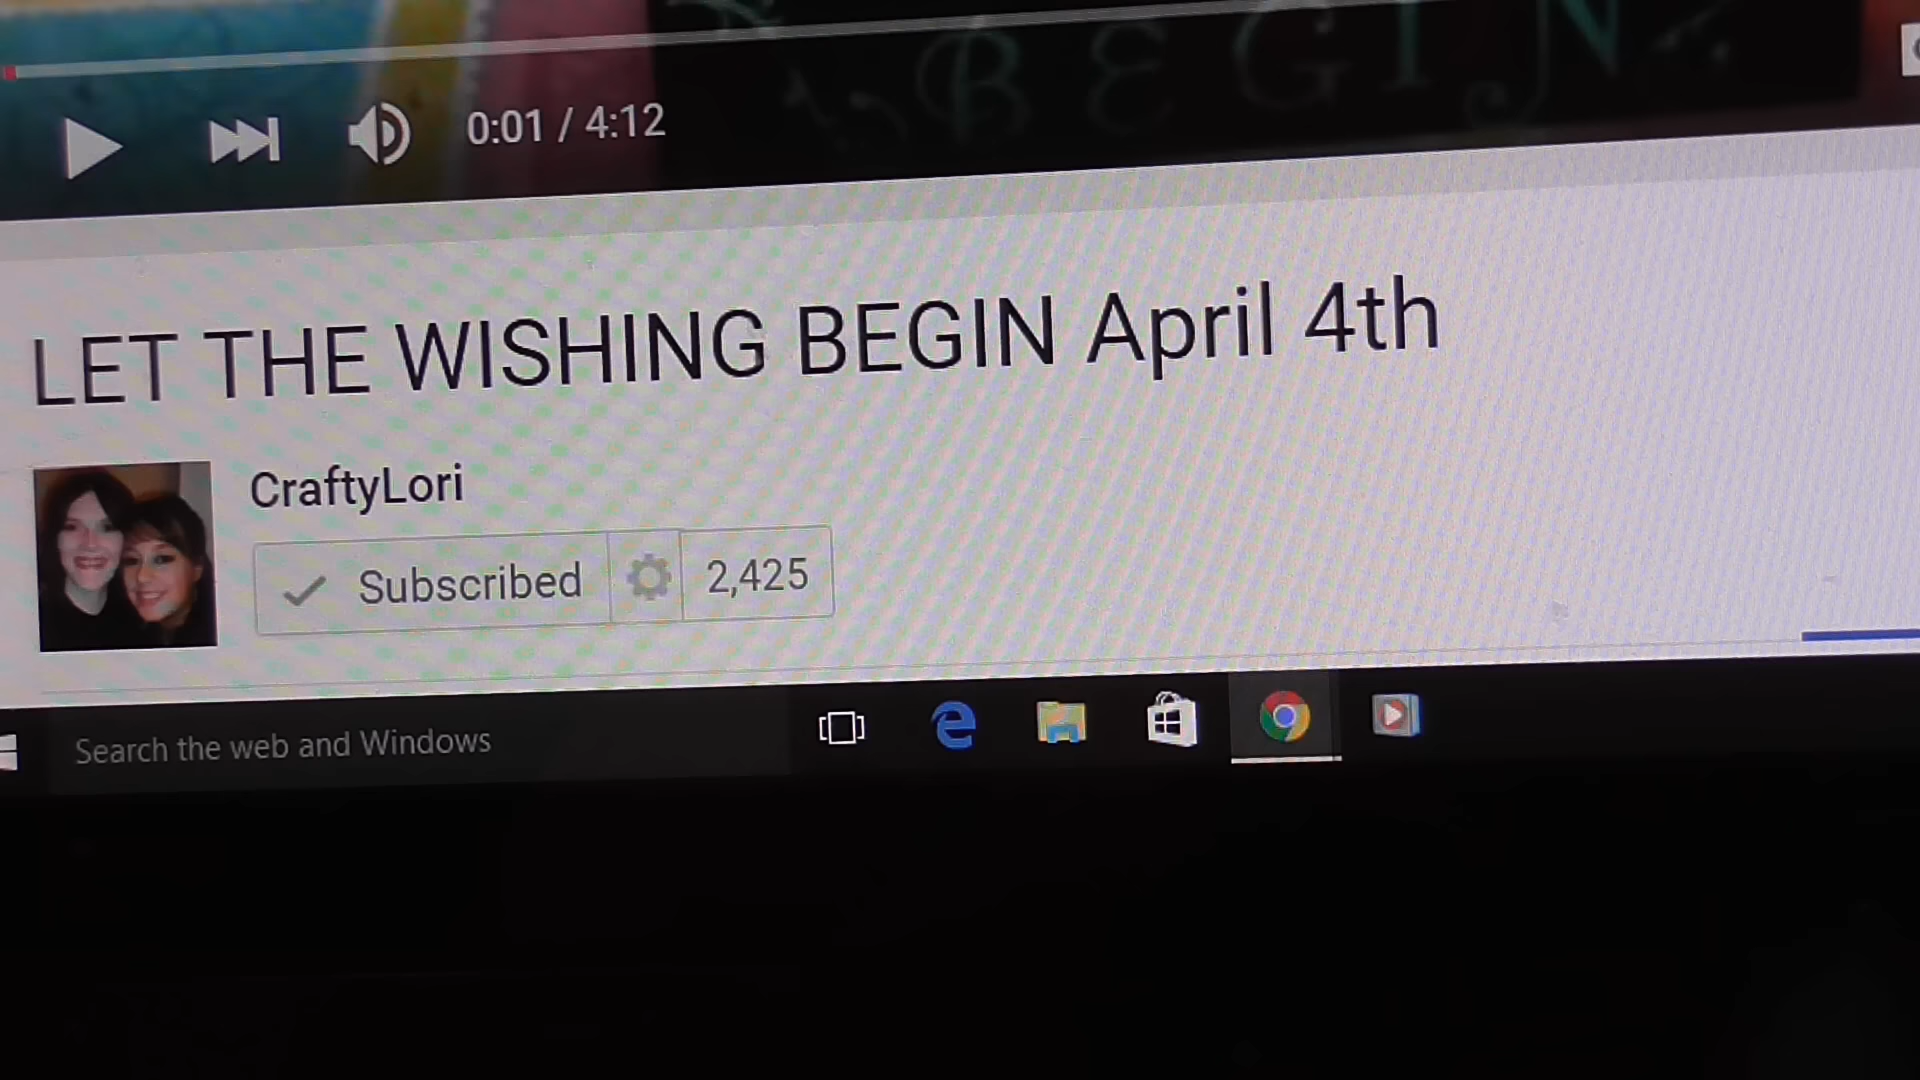 BEGIN
0:01 / 4:12
LET THE WISHING BEGIN April 4th
CraftyLori
Subscribed 2,425
Search the web and Windows